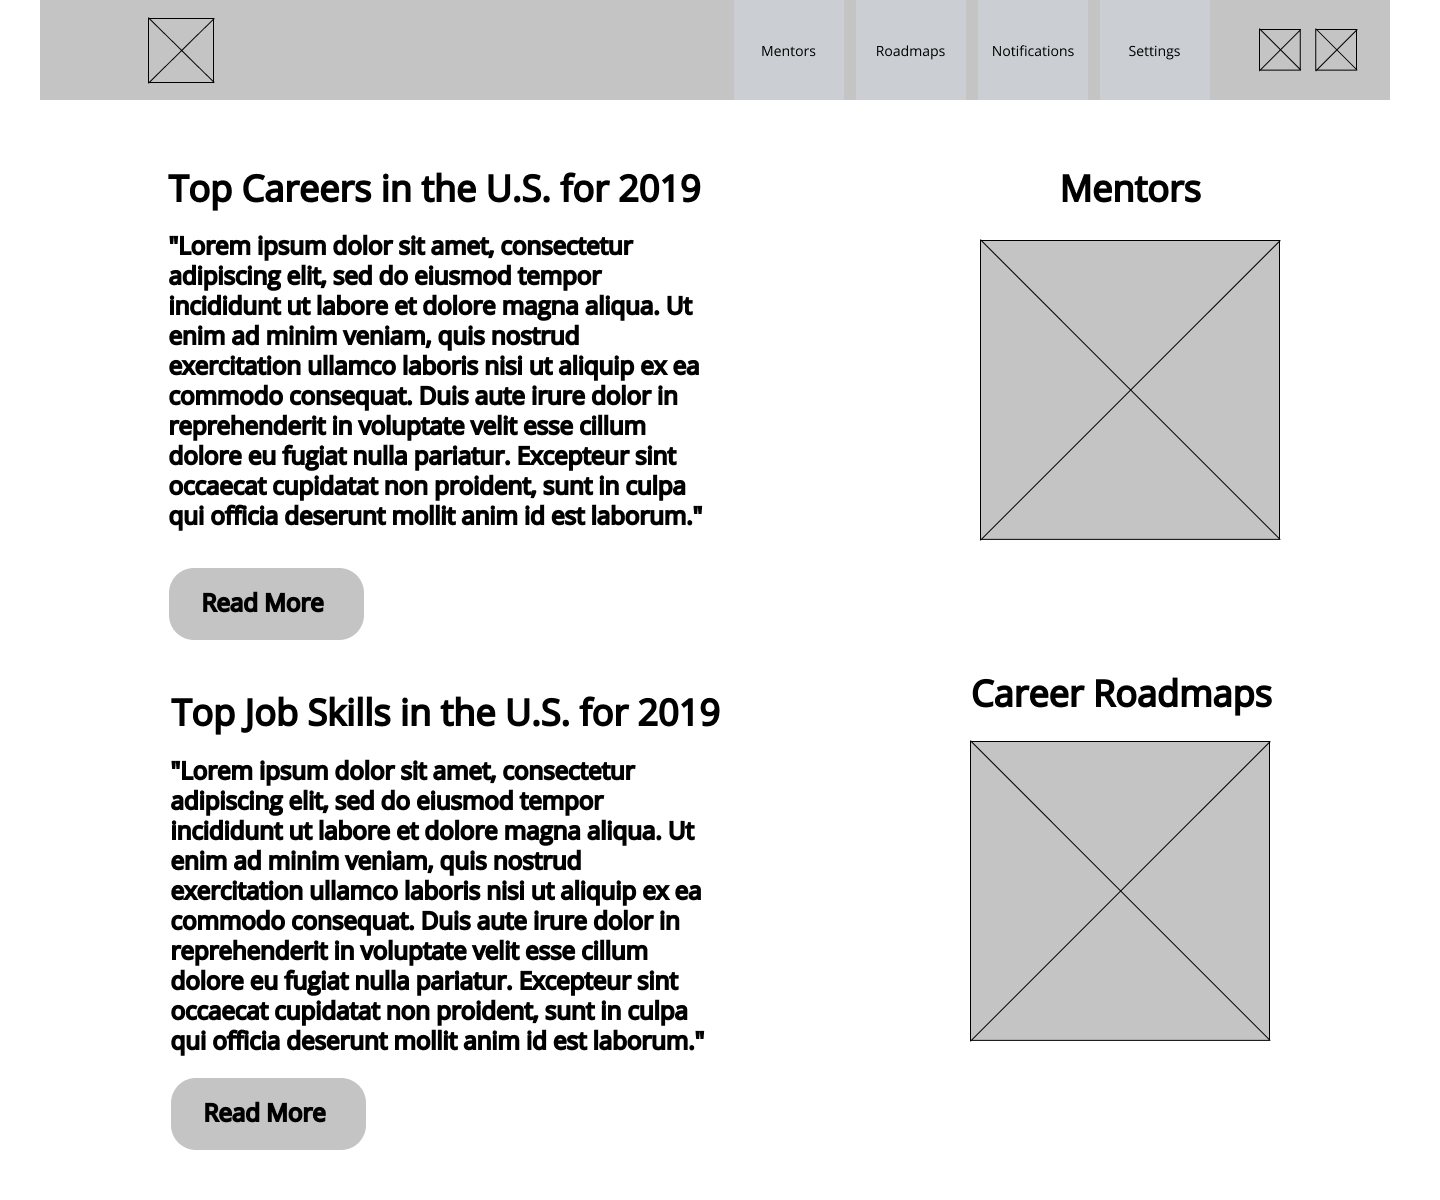 Mentors
Roadmaps
Notifications
Settings
Top Careers in the U.S. for 2019
"Lorem ipsum dolor sit amet, consectetur
adipiscing elit, sed do eiusmod tempor
incididunt ut labore et dolore magna aliqua. Ut
enim ad minim veniam, quis nostrud
exercitation ullamco laboris nisi ut aliquip ex ea
commodo consequat. Duis aute irure dolor in
reprehenderit in voluptate velit esse cillum
dolore eu fugiat nulla pariatur. Excepteur sint
occaecat cupidatat non proident, sunt in culpa
qui officia deserunt mollit anim id est laborum."
Read More
Mentors
Top Job Skills in the U.S. for 2019
"Lorem ipsum dolor sit amet, consectetur
adipiscing elit, sed do eiusmod tempor
incididunt ut labore et dolore magna aliqua. Ut
enim ad minim veniam, quis nostrud
exercitation ullamco laboris nisi ut aliquip ex ea
commodo consequat. Duis aute irure dolor in
reprehenderit in voluptate velit esse cillum
dolore eu fugiat nulla pariatur. Excepteur sint
occaecat cupidatat non proident, sunt in culpa
qui officia deserunt mollit anim id est laborum."
Read More
Career Roadmaps